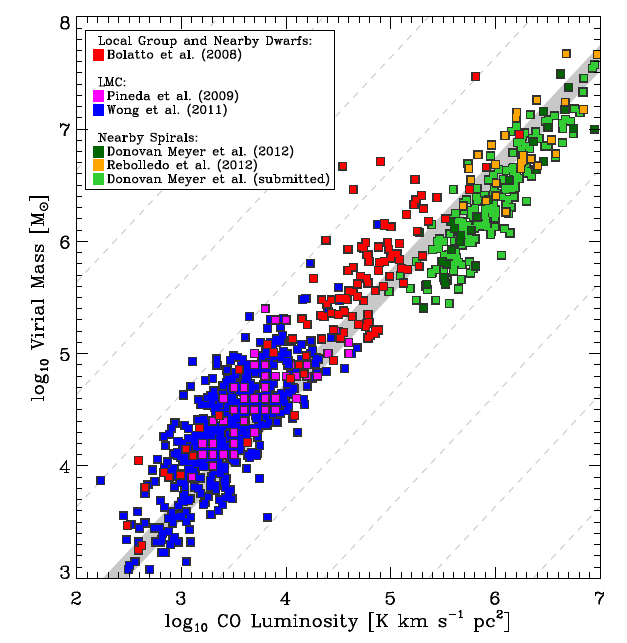 8
Local Group and Nearby Dwarfs:
Bolatto et al. (2008)
LMC:
Pineda et al. (2009)
Wong et al. (2011)
Nearby Spirals:
Donovan Meyer et al. (2012)
Rebolledo et al. (2012)
Donovan Meyer et al. (submitted)
7
6
5
4
3
log₁₀ Virial Mass [M⊙]
2 3 4 5 6 7
log₁₀ CO Luminosity [K km s⁻¹ pc²]